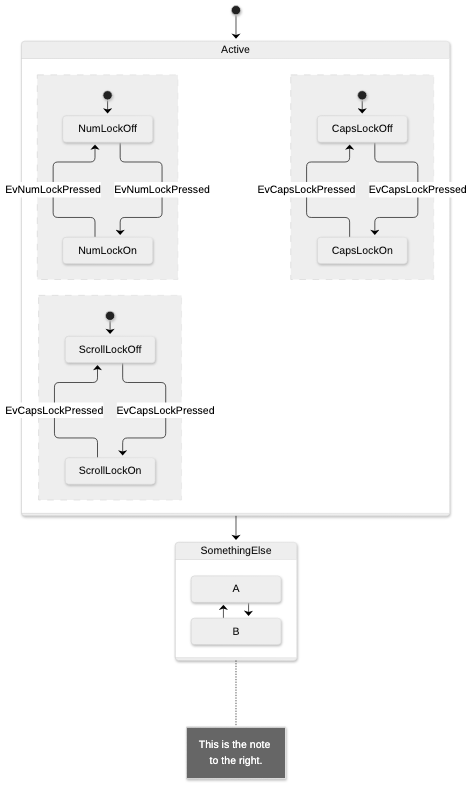 Active
NumLockOff
EvNumLockPressed EvNumLockPressed
NumLockOn
CapsLockOff
EvCapsLockPressed EvCapsLockPressed
CapsLockOn
ScrollLockOff
EvCapsLockPressed EvCapsLockPressed
ScrollLockOn
SomethingElse
A
B
This is the note
to the right.